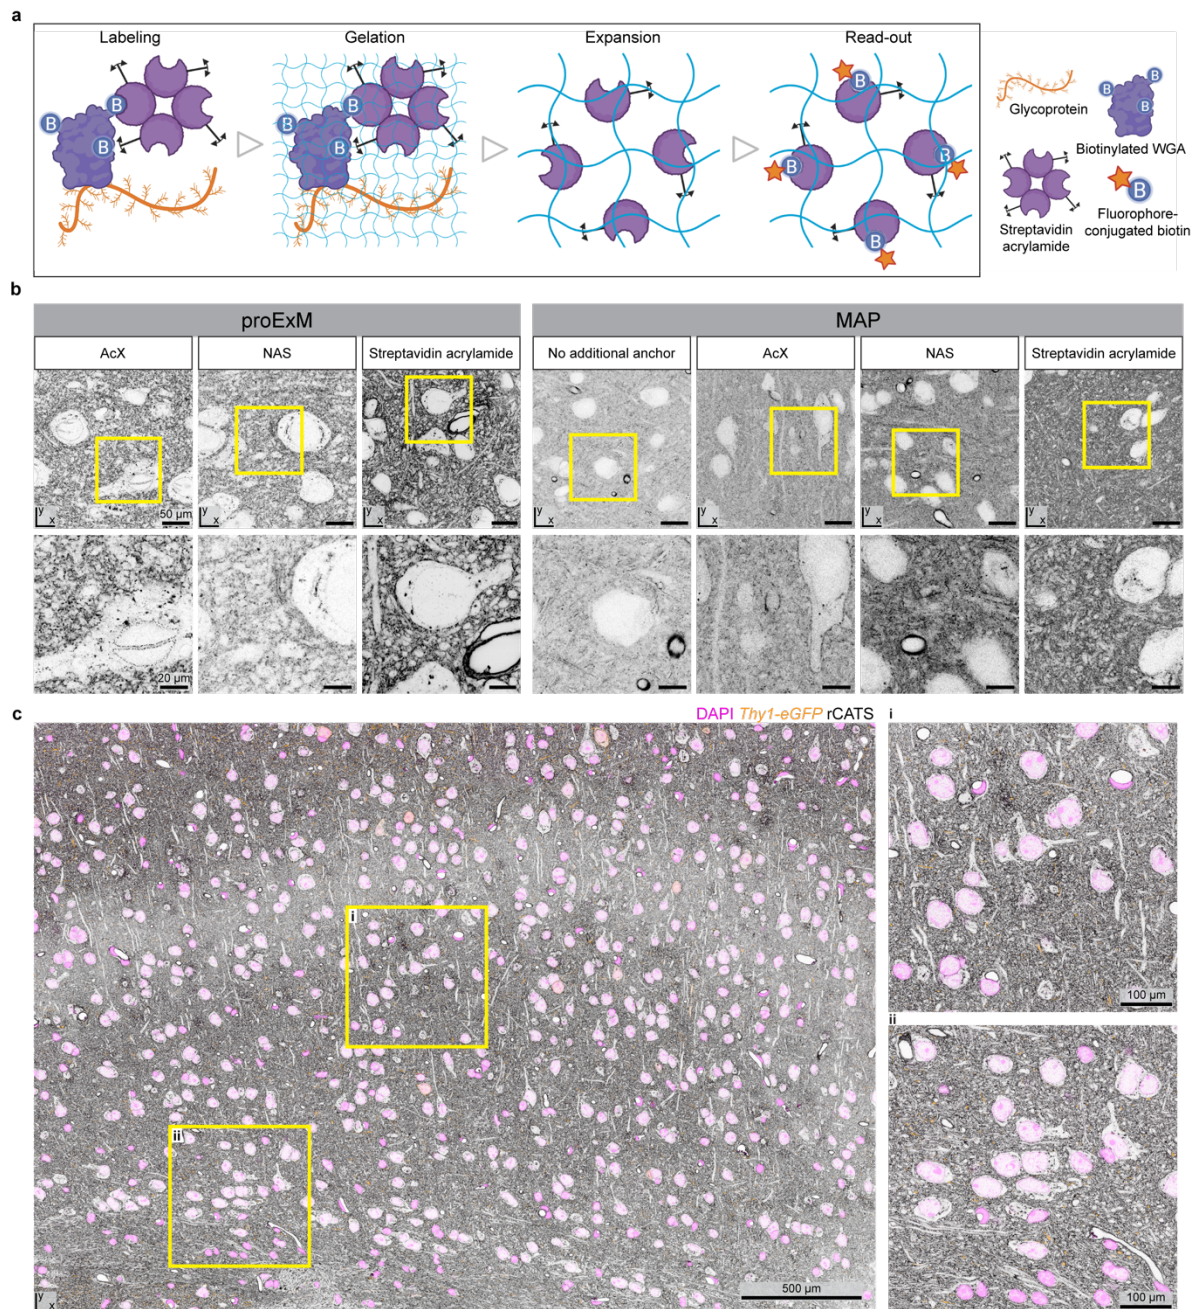 a
Labeling
Gelation
Expansion
Read-out
B
B
B
B
B
B
B
B
B
B
B
B
B
B
Glycoprotein
Biotinylated WGA
Streptavidin
acrylamide
Fluorophore-
conjugated biotin
b
proExM
MAP
AcX
NAS
Streptavidin acrylamide
No additional anchor
AcX
NAS
Streptavidin acrylamide
y
x
50 µm
y
x
y
x
y
x
y
x
y
x
y
x
20 µm
c
DAPI Thy1-eGFP rCATS
i
ii
y
x
500 µm
i
100 µm
ii
100 µm